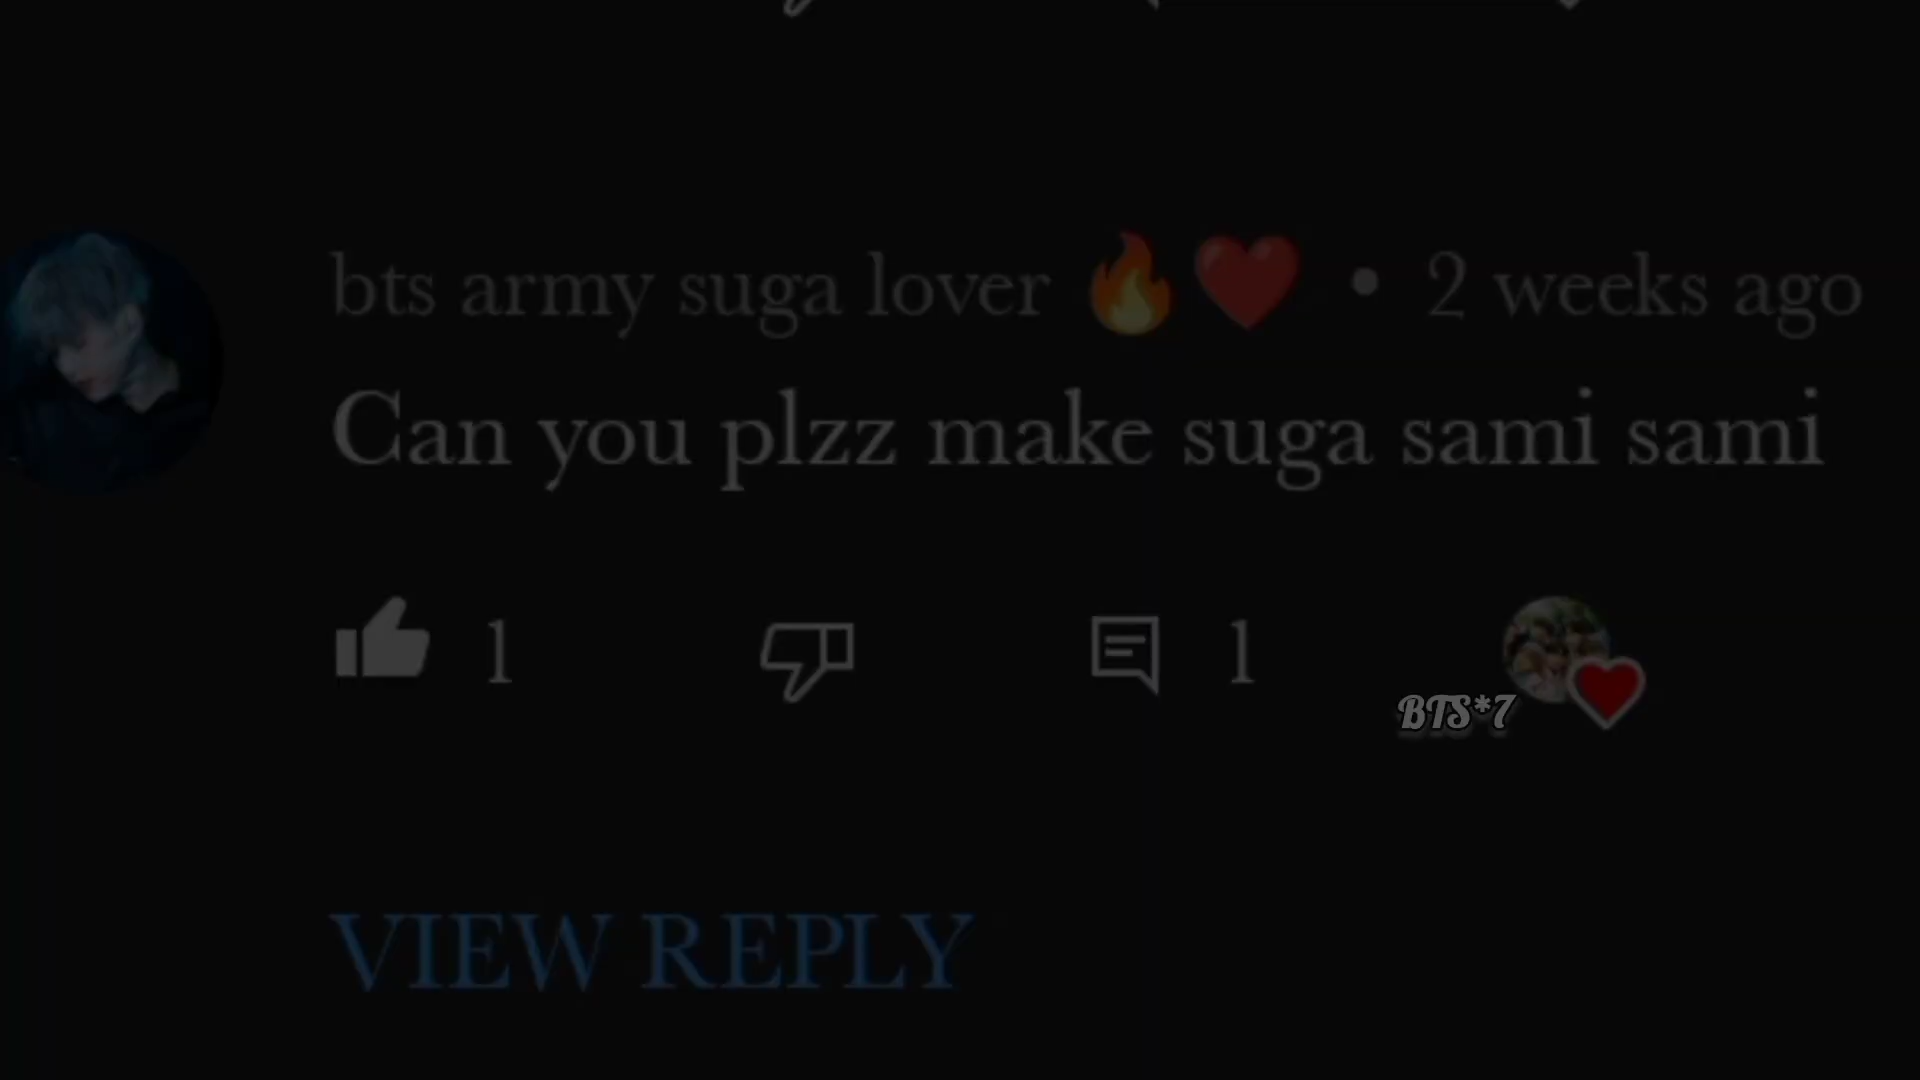 bts army suga lover 🔥❤️ • 2 weeks ago
Can you plzz make suga sami sami
1 1
BTS*7
VIEW REPLY